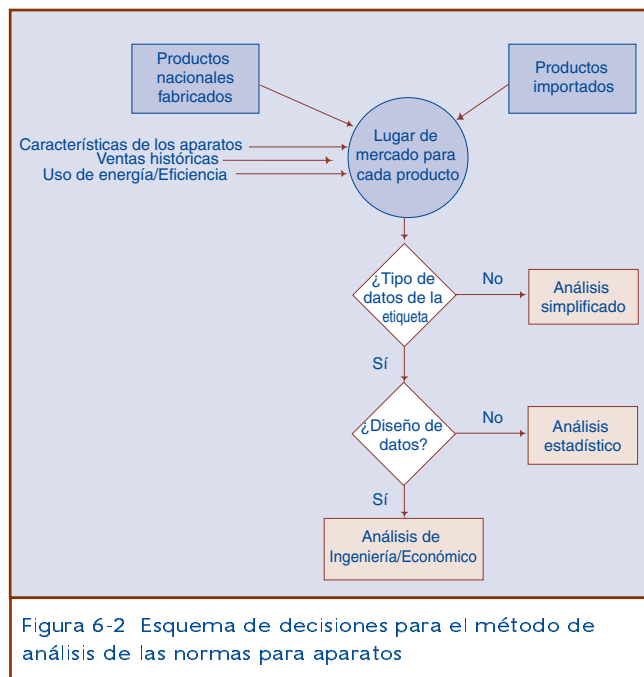 Productos
nacionales
fabricados
Productos
importados
Características de los aparatos
Ventas históricas
Uso de energía/Eficiencia
Lugar de
mercado para
cada producto
¿Tipo de
datos de la
etiqueta
No
Análisis
simplificado
Sí
¿Diseño de
datos?
No
Análisis
estadístico
Sí
Análisis de
Ingeniería/Económico
Figura 6-2 Esquema de decisiones para el método de
análisis de las normas para aparatos